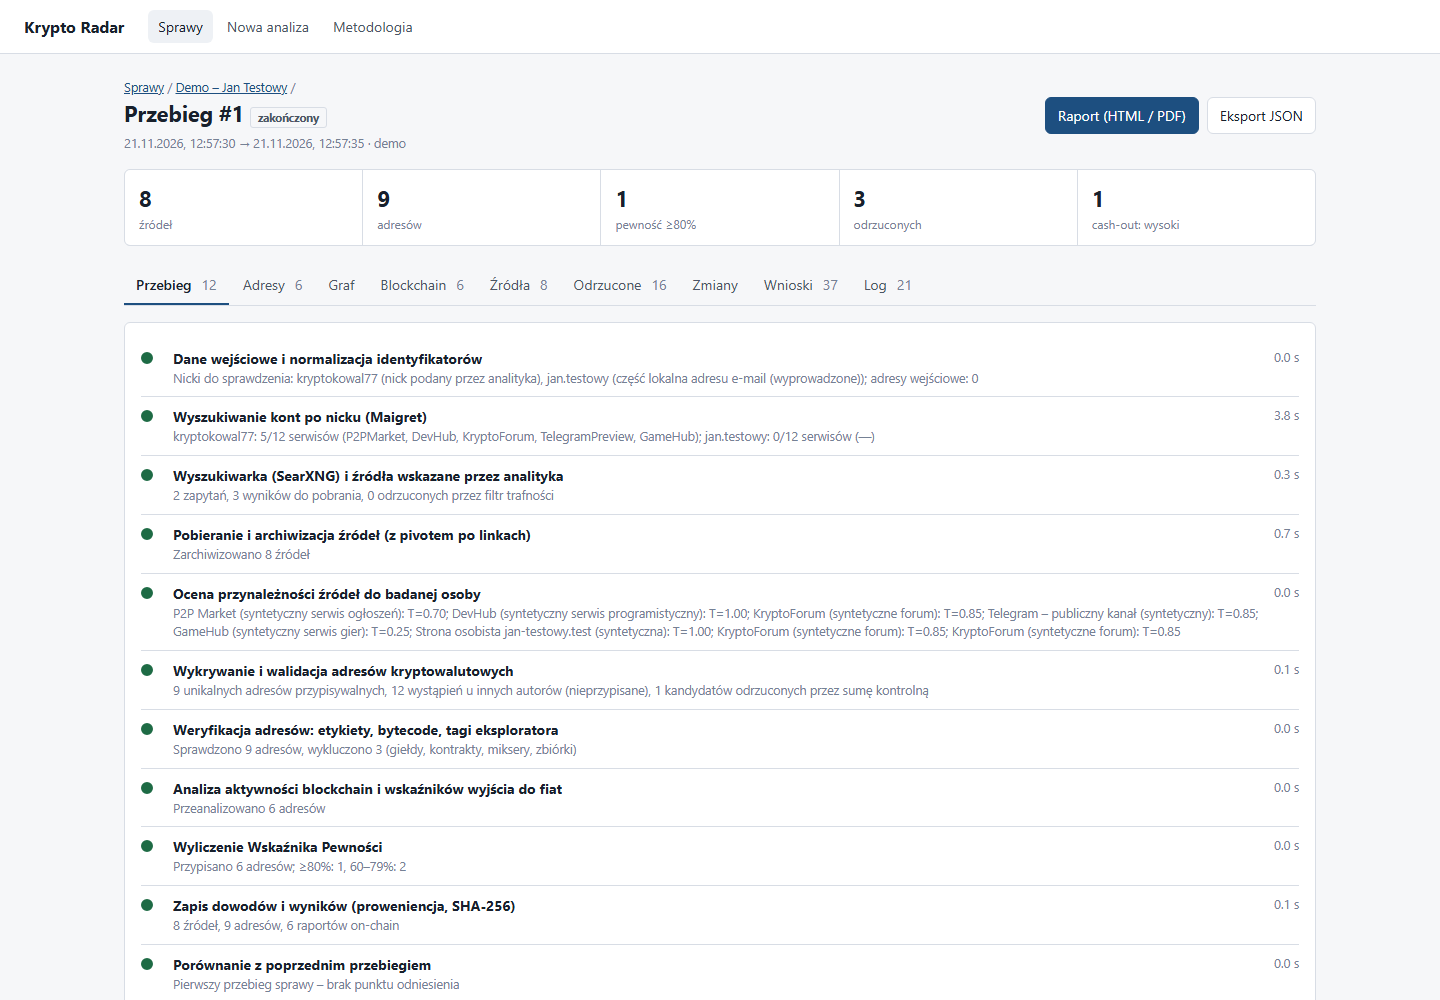 Krypto Radar Sprawy Nowa analiza Metodologia
Sprawy / Demo – Jan Testowy /
Przebieg #1 zakończony
21.11.2026, 12:57:30 → 21.11.2026, 12:57:35 · demo
Raport (HTML / PDF) Eksport JSON
8
źródeł
9
adresów
1
pewność ≥80%
3
odrzuconych
1
cash-out: wysoki
Przebieg 12 Adresy 6 Graf Blockchain 6 Źródła 8 Odrzucone 16 Zmiany Wnioski 37 Log 21
Dane wejściowe i normalizacja identyfikatorów 0.0 s
Nicki do sprawdzenia: kryptokowal77 (nick podany przez analityka), jan.testowy (część lokalna adresu e-mail (wyprowadzone)); adresy wejściowe: 0
Wyszukiwanie kont po nicku (Maigret) 3.8 s
kryptokowal77: 5/12 serwisów (P2PMarket, DevHub, KryptoForum, TelegramPreview, GameHub); jan.testowy: 0/12 serwisów (—)
Wyszukiwarka (SearXNG) i źródła wskazane przez analityka 0.3 s
2 zapytań, 3 wyników do pobrania, 0 odrzuconych przez filtr trafności
Pobieranie i archiwizacja źródeł (z pivotem po linkach) 0.7 s
Zarchiwizowano 8 źródeł
Ocena przynależności źródeł do badanej osoby 0.0 s
P2P Market (syntetyczny serwis ogłoszeń): T=0.70; DevHub (syntetyczny serwis programistyczny): T=1.00; KryptoForum (syntetyczne forum): T=0.85; Telegram – publiczny kanał (syntetyczny): T=0.85;
GameHub (syntetyczny serwis gier): T=0.25; Strona osobista jan-testowy.test (syntetyczna): T=1.00; KryptoForum (syntetyczne forum): T=0.85; KryptoForum (syntetyczne forum): T=0.85
Wykrywanie i walidacja adresów kryptowalutowych 0.1 s
9 unikalnych adresów przypisywalnych, 12 wystąpień u innych autorów (nieprzypisane), 1 kandydatów odrzuconych przez sumę kontrolną
Weryfikacja adresów: etykiety, bytecode, tagi eksploratora 0.0 s
Sprawdzono 9 adresów, wykluczono 3 (giełdy, kontrakty, miksery, zbiórki)
Analiza aktywności blockchain i wskaźników wyjścia do fiat 0.0 s
Przeanalizowano 6 adresów
Wyliczenie Wskaźnika Pewności 0.0 s
Przypisano 6 adresów; ≥80%: 1, 60–79%: 2
Zapis dowodów i wyników (proweniencja, SHA-256) 0.1 s
8 źródeł, 9 adresów, 6 raportów on-chain
Porównanie z poprzednim przebiegiem 0.0 s
Pierwszy przebieg sprawy – brak punktu odniesienia